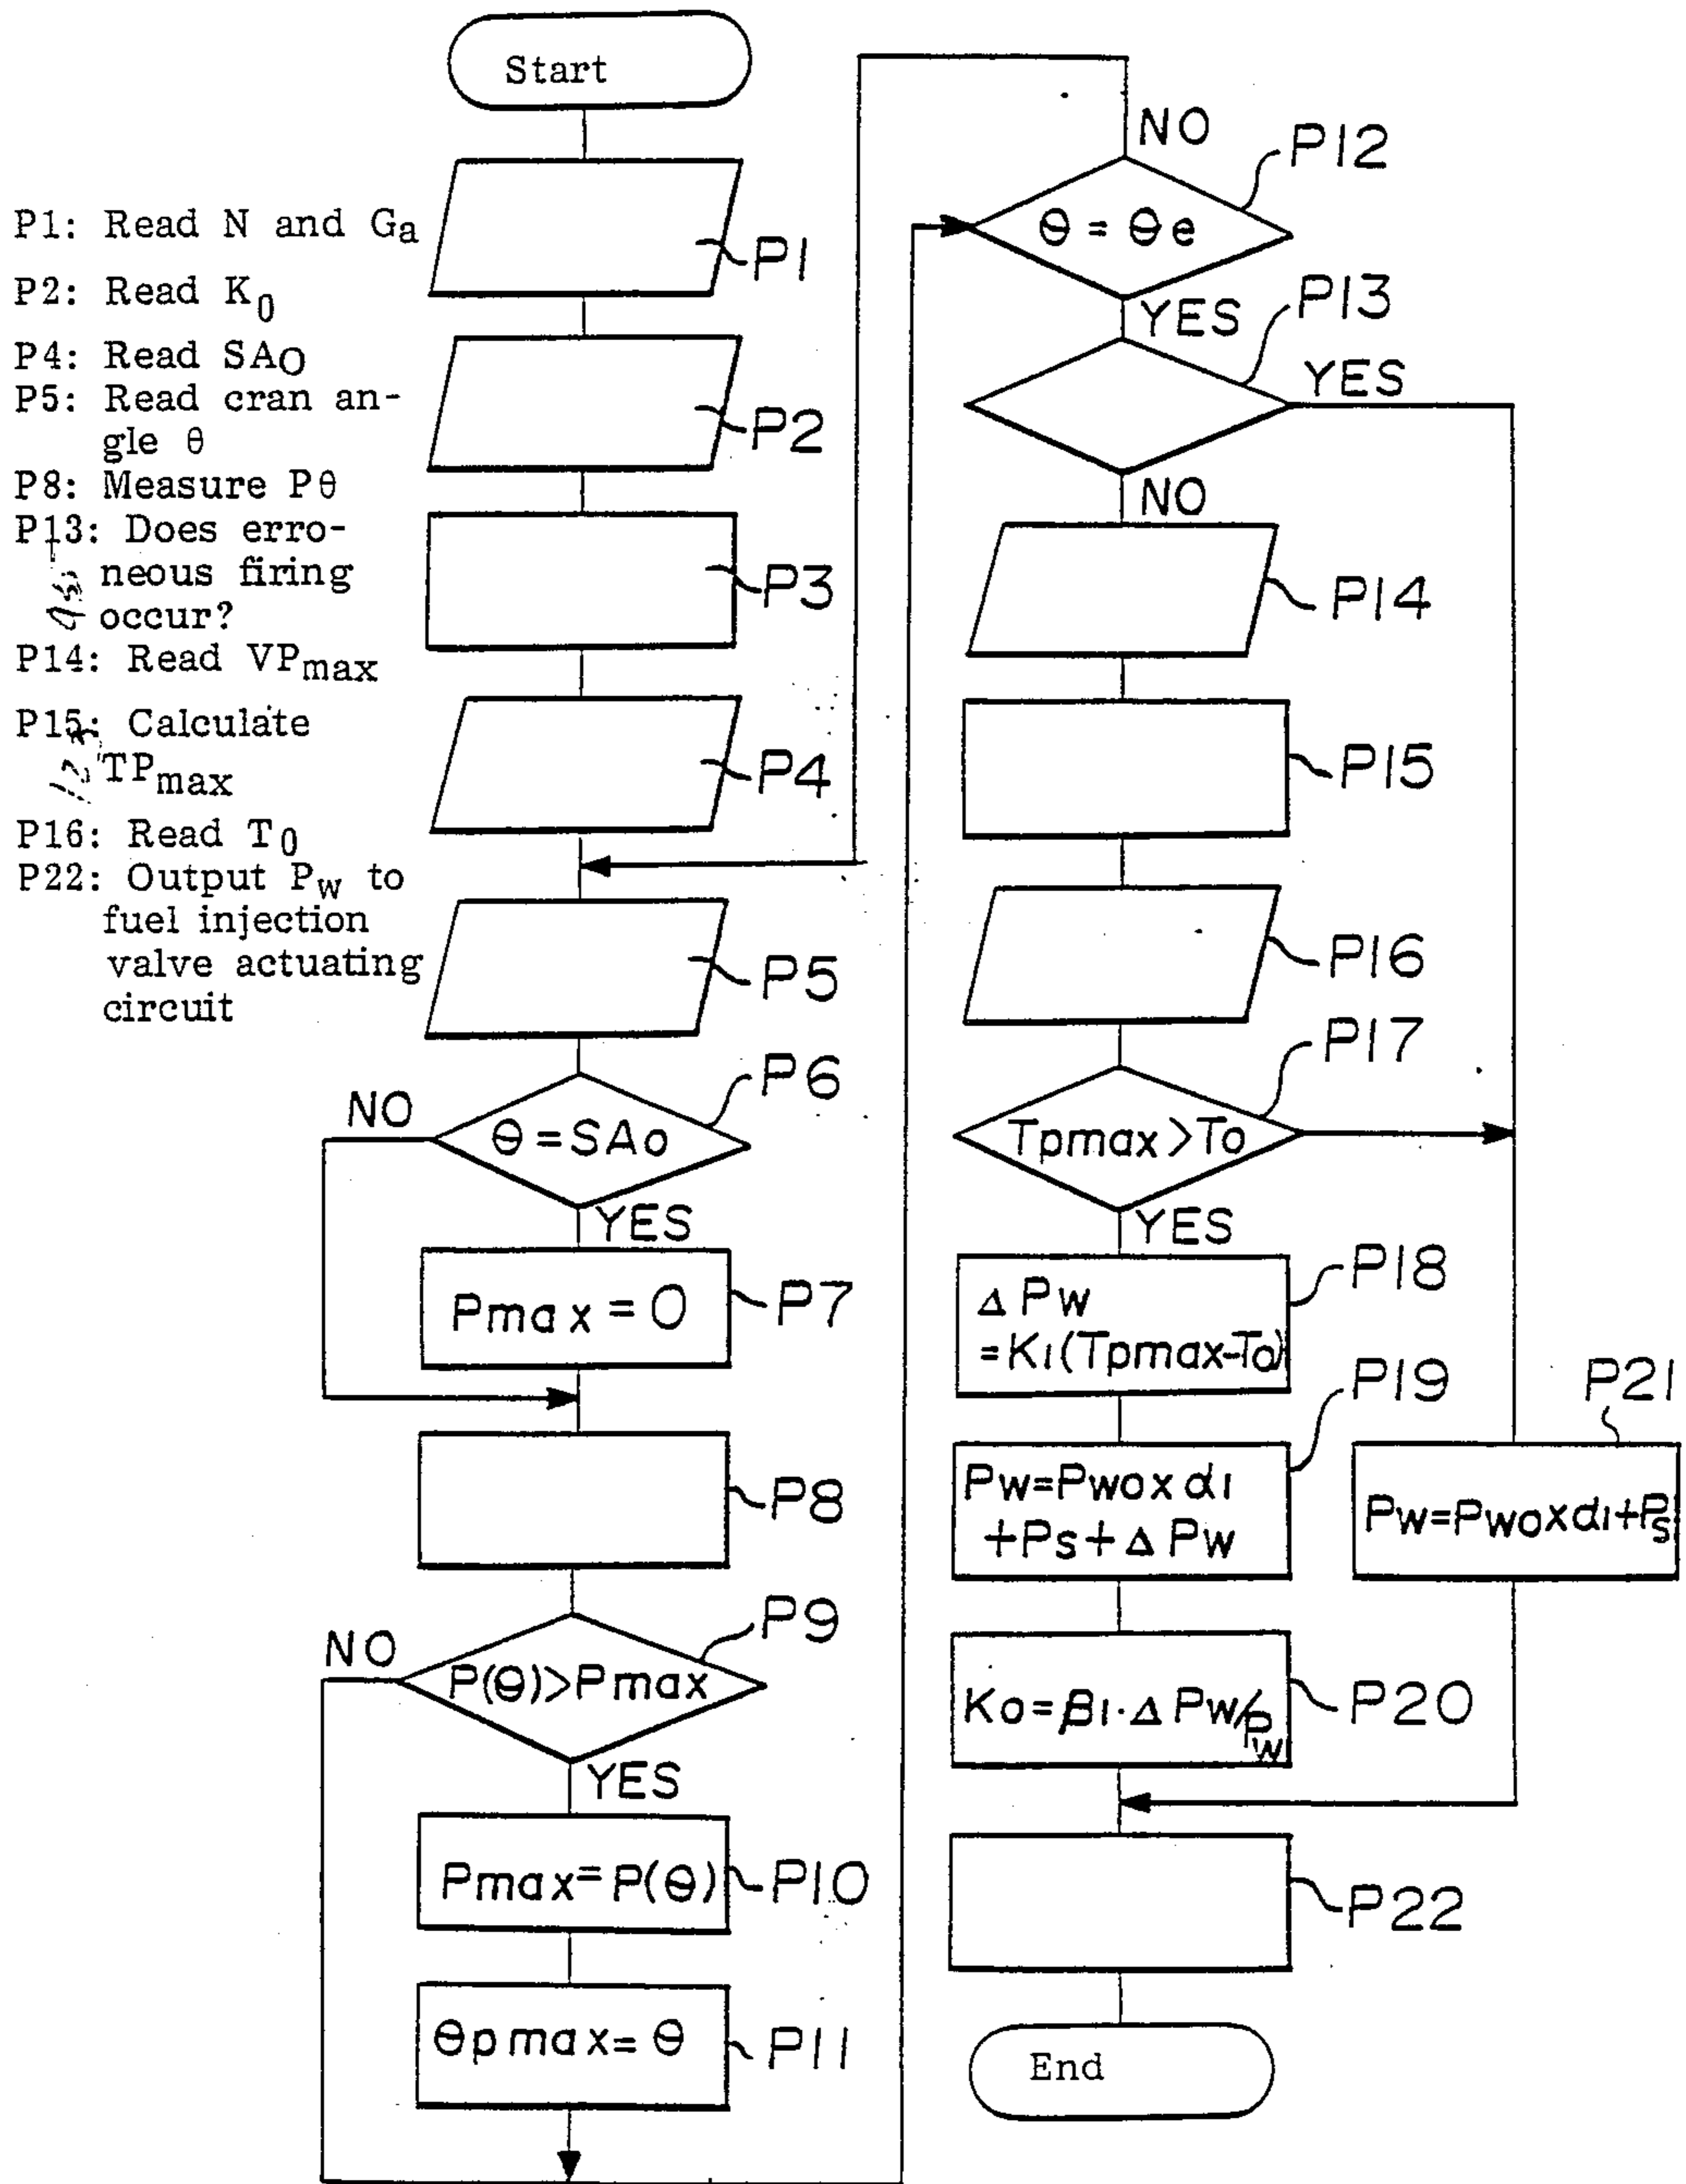 P1: Read N and Ga
P2: Read K0
P4: Read SAO
P5: Read cran an-
gle θ
P8: Measure Pθ
P13: Does erro-
neous firing
occur?
P14: Read VPmax
P15: Calculate
TPmax
P16: Read T0
P22: Output Pw to
fuel injection
valve actuating
circuit
Start
P1
P2
P3
P4
P5
P6
NO
θ = SAo
YES
Pmax = 0
P7
P8
P9
NO
P(θ)>Pmax
YES
Pmax=P(θ)
P10
θpmax=θ
P11
NO
P12
θ = θe
YES
P13
YES
NO
P14
P15
P16
P17
Tpmax>To
YES
P18
Δ Pw
=K1(Tpmax-To)
P19
Pw=Pwo×α1
+Ps+Δ Pw
P21
Pw=Pwo×α1+Ps
P20
Ko=β1·Δ Pw/Pw
P22
End